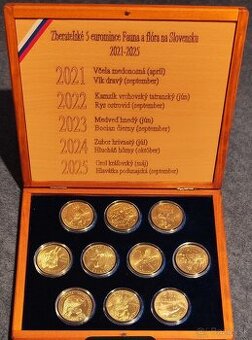 Zberateľské 5 euromince Fauna a flóra na Slovensku
2021-2025
2021 Včela medonosná (apríl)
Vlk dravý (september)
2022 Kamzík vrchovský tatranský (jún)
Rys ostrovid (september)
2023 Medveď hnedý (jún)
Bocian čierny (september)
2024 Zubor hrivnatý (jún)
Hlucháň hôrny (október)
2025 Orol kráľovský (máj)
Hlavátka podunajská (september)